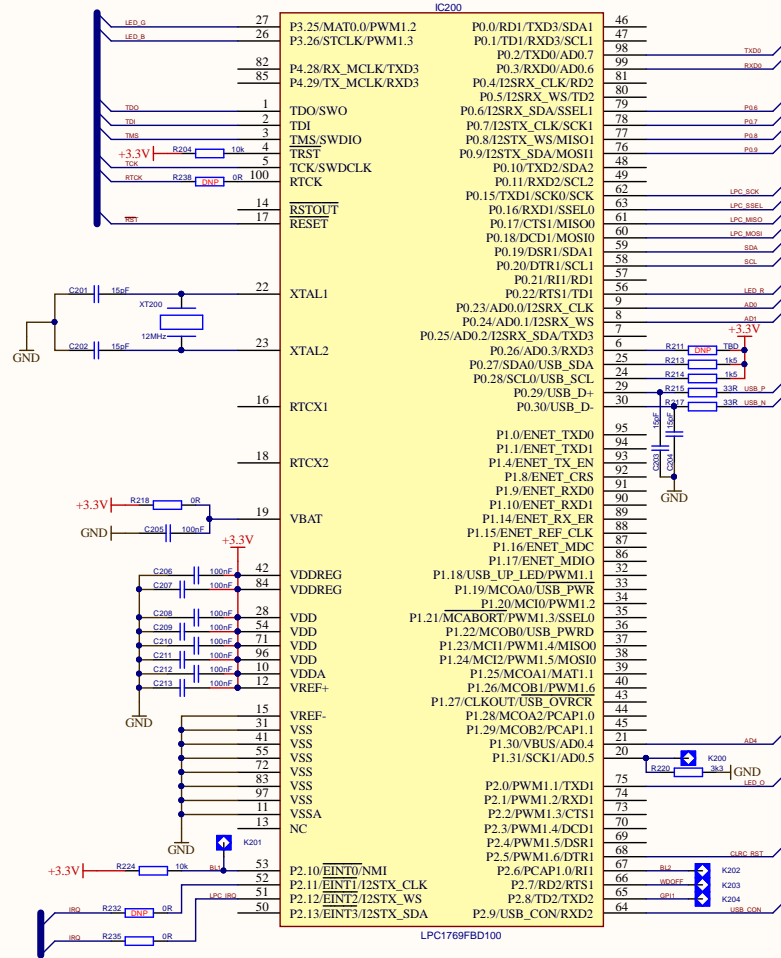 IC200
LED_G 27 P3.25/MAT0.0/PWM1.2
LED_B 26 P3.26/STCLK/PWM1.3
82 P4.28/RX_MCLK/TXD3
85 P4.29/TX_MCLK/RXD3
TDO 1 TDO/SWO
TDI 2 TDI
TMS 3 TMS/SWDIO
+3.3V R204 10k 4 TRST
TCK 5 TCK/SWDCLK
RTCK R238 DNP 0R 100 RTCK
14 RSTOUT
RST 17 RESET
C201 15pF 22 XTAL1
XT200
12MHz
GND
C202 15pF 23 XTAL2
16 RTCX1
18 RTCX2
+3.3V R218 0R
GND C205 100nF 19 VBAT
+3.3V
C206 100nF 42 VDDREG
C207 100nF 84 VDDREG
C208 100nF 28 VDD
C209 100nF 54 VDD
C210 100nF 71 VDD
C211 100nF 96 VDD
C212 100nF 10 VDDA
C213 100nF 12 VREF+
GND
15 VREF-
31 VSS
41 VSS
55 VSS
72 VSS
83 VSS
97 VSS
11 VSSA
13 NC
GND
K201
+3.3V R224 10k BL1 53 P2.10/EINT0/NMI
52 P2.11/EINT1/I2STX_CLK
LPC_IRQ 51 P2.12/EINT2/I2STX_WS
50 P2.13/EINT3/I2STX_SDA
IRQ R232 DNP 0R
IRQ R235 0R
P0.0/RD1/TXD3/SDA1 46
P0.1/TD1/RXD3/SCL1 47
P0.2/TXD0/AD0.7 98 TXD0
P0.3/RXD0/AD0.6 99 RXD0
P0.4/I2SRX_CLK/RD2 81
P0.5/I2SRX_WS/TD2 80
P0.6/I2SRX_SDA/SSEL1 79 P0.6
P0.7/I2STX_CLK/SCK1 78 P0.7
P0.8/I2STX_WS/MISO1 77 P0.8
P0.9/I2STX_SDA/MOSI1 76 P0.9
P0.10/TXD2/SDA2 48
P0.11/RXD2/SCL2 49
P0.15/TXD1/SCK0/SCK 62 LPC_SCK
P0.16/RXD1/SSEL0 63 LPC_SSEL
P0.17/CTS1/MISO0 61 LPC_MISO
P0.18/DCD1/MOSI0 60 LPC_MOSI
P0.19/DSR1/SDA1 59 SDA
P0.20/DTR1/SCL1 58 SCL
P0.21/RI1/RD1 57
P0.22/RTS1/TD1 56 LED_R
P0.23/AD0.0/I2SRX_CLK 9 AD0
P0.24/AD0.1/I2SRX_WS 8 AD1
P0.25/AD0.2/I2SRX_SDA/TXD3 7
+3.3V
P0.26/AD0.3/RXD3 6 R211 DNP TBD
P0.27/SDA0/USB_SDA 25 R213 1k5
P0.28/SCL0/USB_SCL 24 R214 1k5
P0.29/USB_D+ 29 R215 33R USB_P
P0.30/USB_D- 30 R217 33R USB_N
15pF 15pF
C203 C204
GND
P1.0/ENET_TXD0 95
P1.1/ENET_TXD1 94
P1.4/ENET_TX_EN 93
P1.8/ENET_CRS 92
P1.9/ENET_RXD0 91
P1.10/ENET_RXD1 90
P1.14/ENET_RX_ER 89
P1.15/ENET_REF_CLK 88
P1.16/ENET_MDC 87
P1.17/ENET_MDIO 86
P1.18/USB_UP_LED/PWM1.1 32
P1.19/MCOA0/USB_PWR 33
P1.20/MCI0/PWM1.2 34
P1.21/MCABORT/PWM1.3/SSEL0 35
P1.22/MCOB0/USB_PWRD 36
P1.23/MCI1/PWM1.4/MISO0 37
P1.24/MCI2/PWM1.5/MOSI0 38
P1.25/MCOA1/MAT1.1 39
P1.26/MCOB1/PWM1.6 40
P1.27/CLKOUT/USB_OVRCR 43
P1.28/MCOA2/PCAP1.0 44
P1.29/MCOB2/PCAP1.1 45
P1.30/VBUS/AD0.4 21 AD4
P1.31/SCK1/AD0.5 20 K200
R220 3k3 GND
P2.0/PWM1.1/TXD1 75 LED_O
P2.1/PWM1.2/RXD1 74
P2.2/PWM1.3/CTS1 73
P2.3/PWM1.4/DCD1 70
P2.4/PWM1.5/DSR1 69
P2.5/PWM1.6/DTR1 68 CLRC_RST
P2.6/PCAP1.0/RI1 67 BL2 K202
P2.7/RD2/RTS1 66 WDOFF K203
P2.8/TD2/TXD2 65 GPI1 K204
P2.9/USB_CON/RXD2 64 USB_CON
LPC1769FBD100